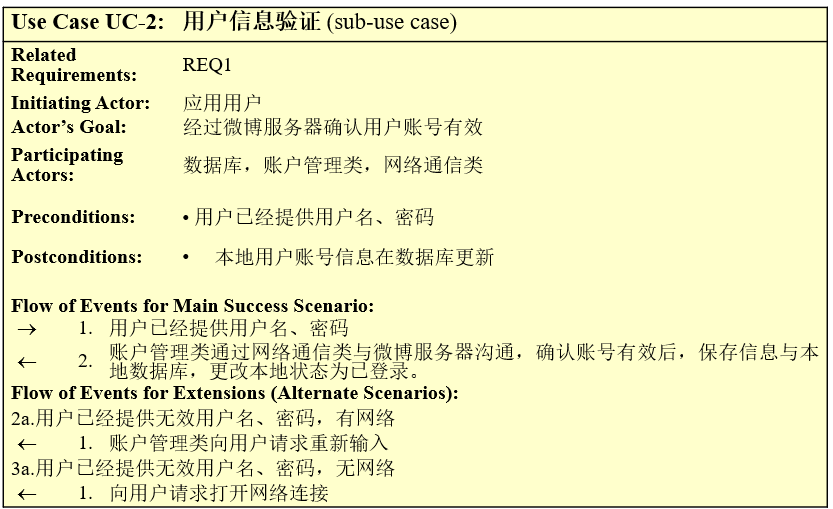 Use Case UC-2: 用户信息验证 (sub-use case)
Related
Requirements: REQ1
Initiating Actor: 应用用户
Actor's Goal: 经过微博服务器确认用户账号有效
Participating
Actors: 数据库，账户管理类，网络通信类
Preconditions: • 用户已经提供用户名、密码
Postconditions: • 本地用户账号信息在数据库更新
Flow of Events for Main Success Scenario:
→ 1. 用户已经提供用户名、密码
← 2. 账户管理类通过网络通信类与微博服务器沟通，确认账号有效后，保存信息与本
地数据库，更改本地状态为已登录。
Flow of Events for Extensions (Alternate Scenarios):
2a.用户已经提供无效用户名、密码，有网络
← 1. 账户管理类向用户请求重新输入
3a.用户已经提供无效用户名、密码，无网络
← 1. 向用户请求打开网络连接